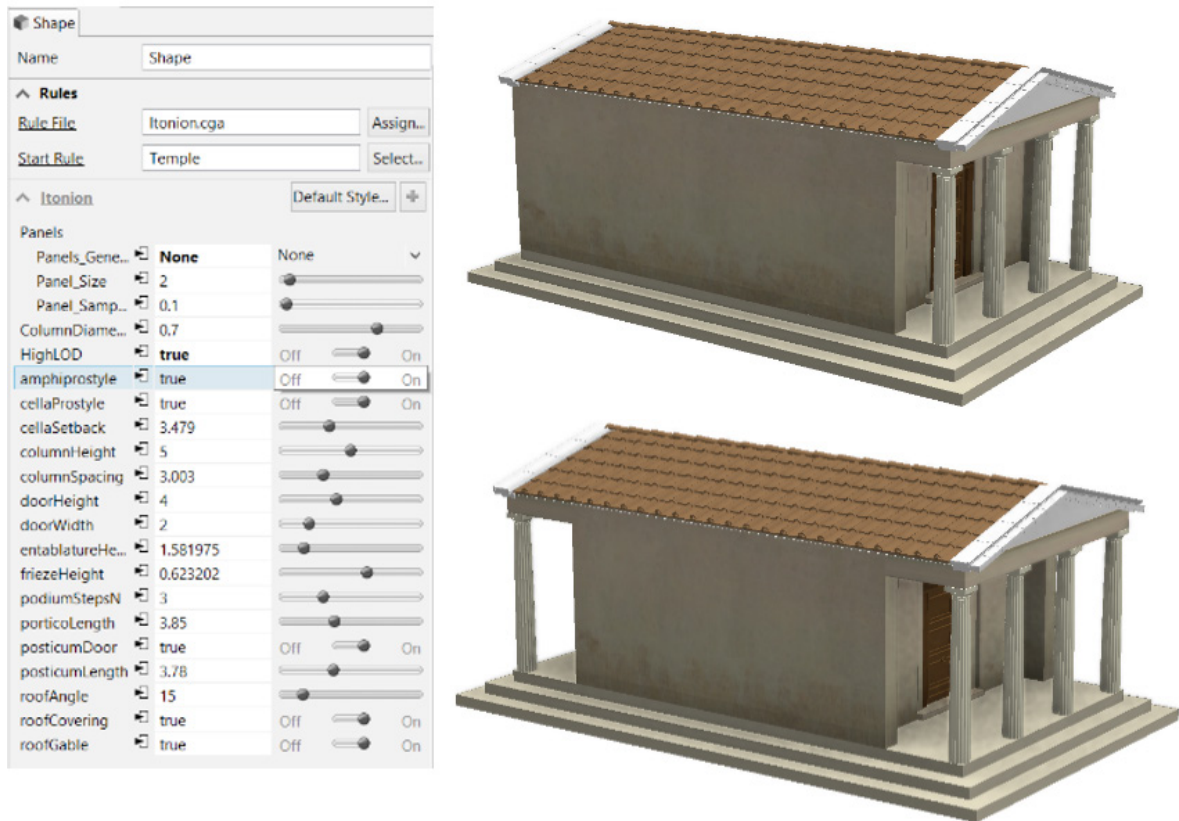 Shape
Name Shape
Rules
Rule File Itonion.cga Assign...
Start Rule Temple Select...
Itonion Default Style... +
Panels
Panels_Gene... None None
Panel_Size 2
Panel_Samp... 0.1
ColumnDiame... 0.7
HighLOD true Off On
amphiprostyle true Off On
cellaProstyle true Off On
cellaSetback 3.479
columnHeight 5
columnSpacing 3.003
doorHeight 4
doorWidth 2
entablatureHe... 1.581975
friezeHeight 0.623202
podiumStepsN 3
porticoLength 3.85
posticumDoor true Off On
posticumLength 3.78
roofAngle 15
roofCovering true Off On
roofGable true Off On